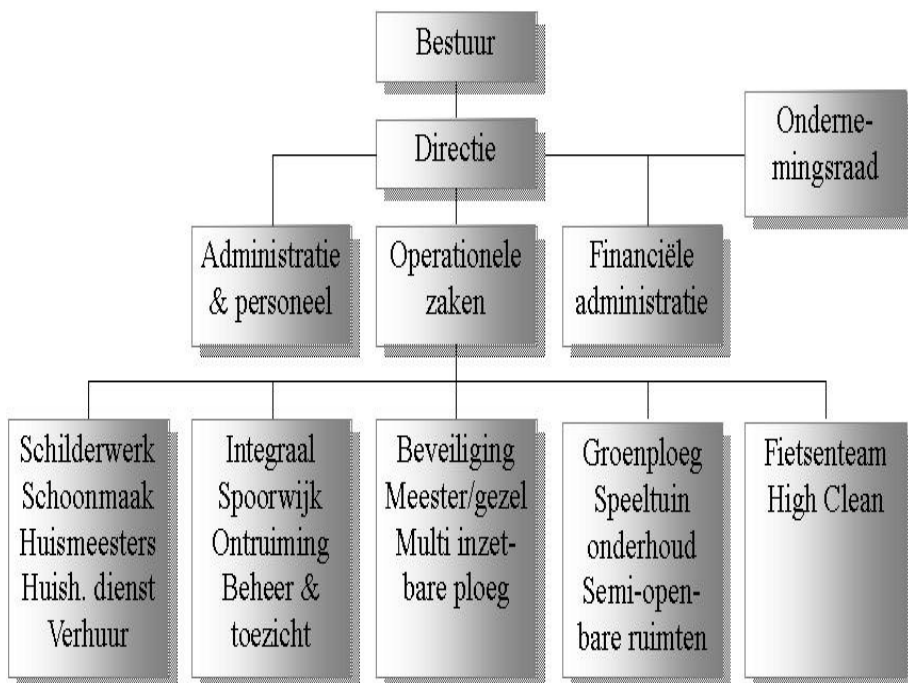 Bestuur
Directie
Onderne-
mingsraad
Administratie
& personeel
Operationele
zaken
Financiële
administratie
Schilderwerk
Schoonmaak
Huismeesters
Huish. dienst
Verhuur
Integraal
Spoorwijk
Ontruiming
Beheer &
toezicht
Beveiliging
Meester/gezel
Multi inzet-
bare ploeg
Groenploeg
Speeltuin
onderhoud
Semi-open-
bare ruimten
Fietsenteam
High Clean